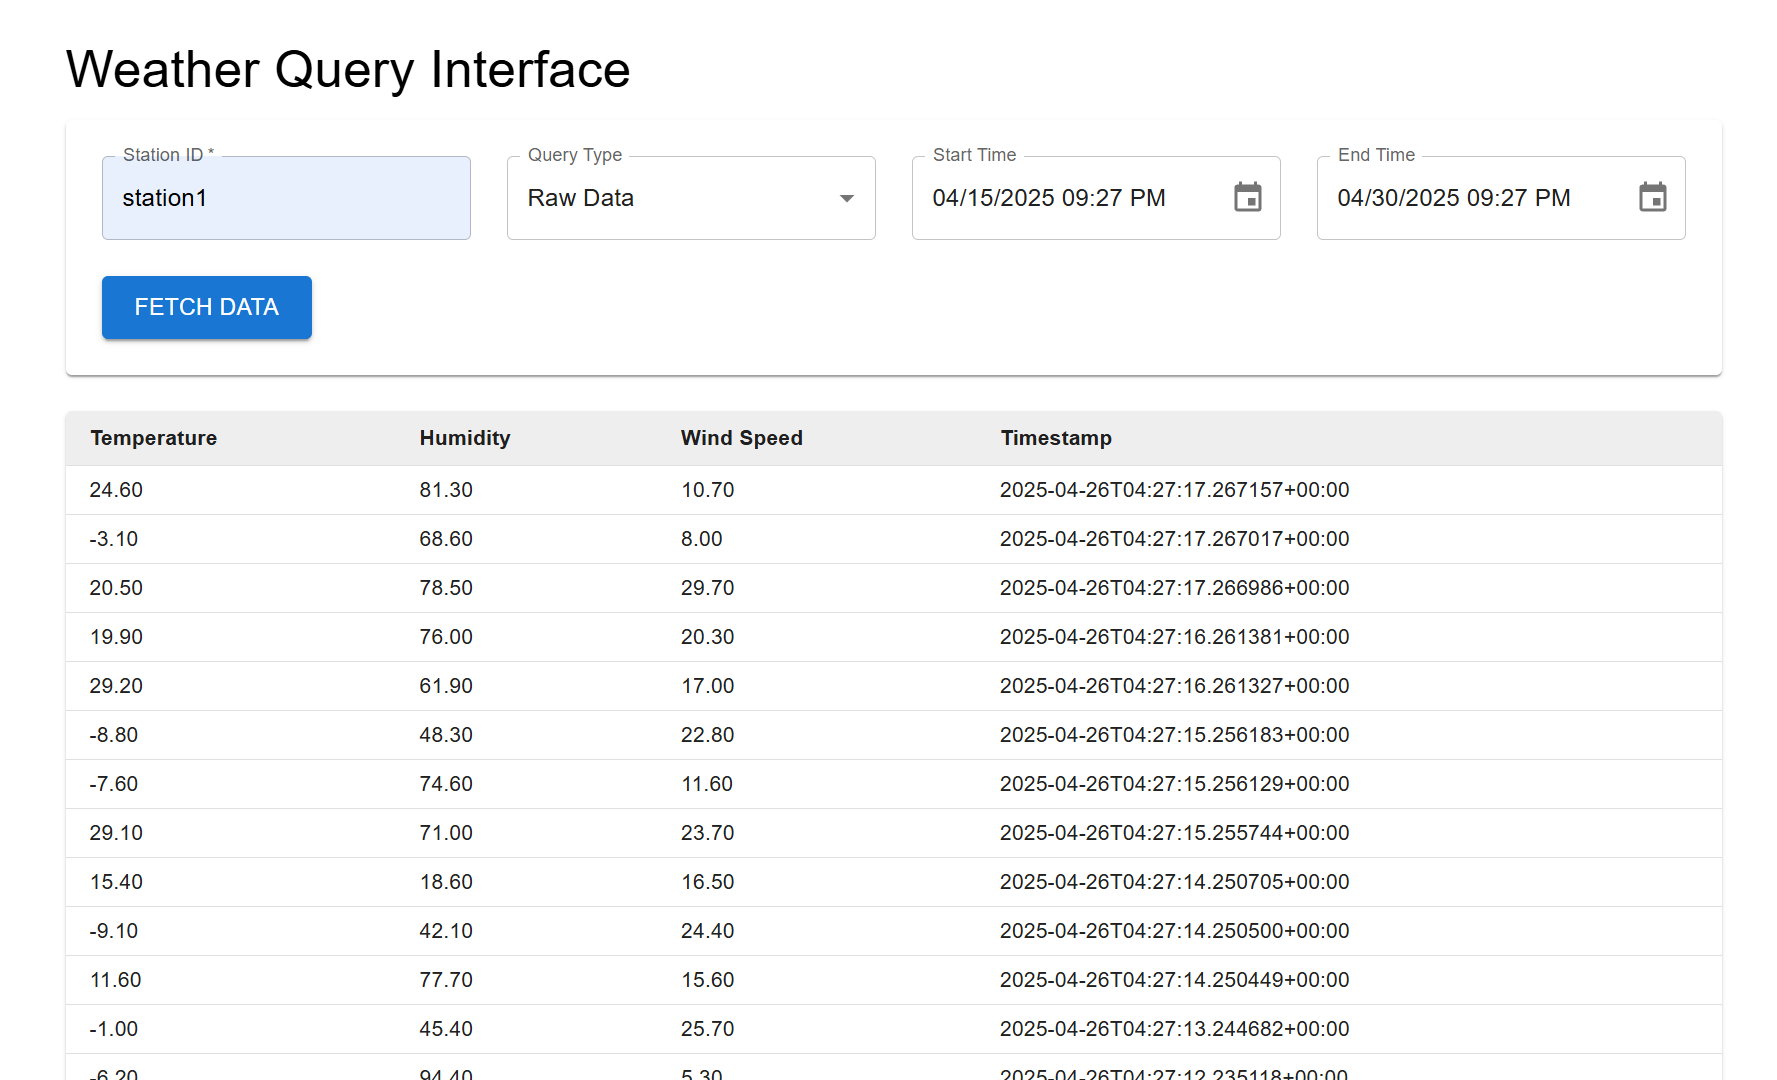 Weather Query Interface
Station ID * Query Type Start Time End Time
station1 Raw Data 04/15/2025 09:27 PM 04/30/2025 09:27 PM
FETCH DATA
Temperature Humidity Wind Speed Timestamp
24.60 81.30 10.70 2025-04-26T04:27:17.267157+00:00
-3.10 68.60 8.00 2025-04-26T04:27:17.267017+00:00
20.50 78.50 29.70 2025-04-26T04:27:17.266986+00:00
19.90 76.00 20.30 2025-04-26T04:27:16.261381+00:00
29.20 61.90 17.00 2025-04-26T04:27:16.261327+00:00
-8.80 48.30 22.80 2025-04-26T04:27:15.256183+00:00
-7.60 74.60 11.60 2025-04-26T04:27:15.256129+00:00
29.10 71.00 23.70 2025-04-26T04:27:15.255744+00:00
15.40 18.60 16.50 2025-04-26T04:27:14.250705+00:00
-9.10 42.10 24.40 2025-04-26T04:27:14.250500+00:00
11.60 77.70 15.60 2025-04-26T04:27:14.250449+00:00
-1.00 45.40 25.70 2025-04-26T04:27:13.244682+00:00
-6.20 94.40 5.30 2025-04-26T04:27:12.235118+00:00